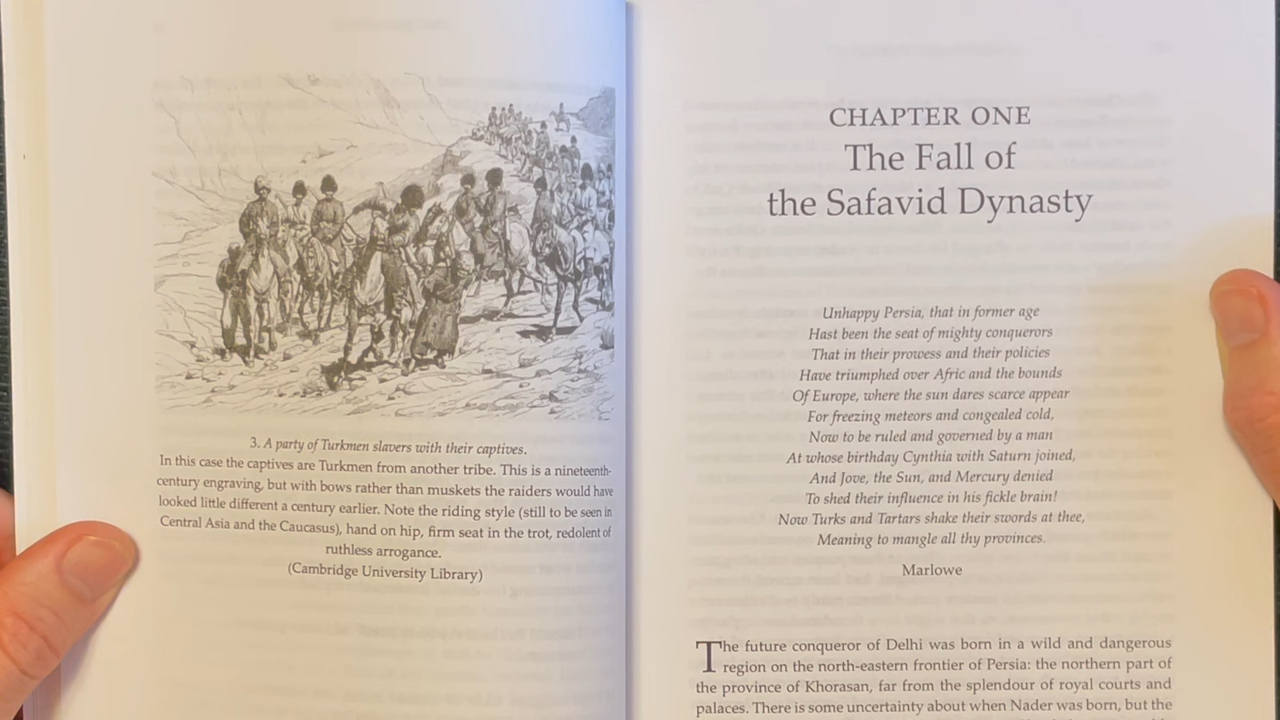 3. A party of Turkmen slavers with their captives.
In this case the captives are Turkmen from another tribe. This is a nineteenth-
century engraving, but with bows rather than muskets the raiders would have
looked little different a century earlier. Note the riding style (still to be seen in
Central Asia and the Caucasus), hand on hip, firm seat in the trot, redolent of
ruthless arrogance.
(Cambridge University Library)
CHAPTER ONE
The Fall of
the Safavid Dynasty
Unhappy Persia, that in former age
Hast been the seat of mighty conquerors
That in their prowess and their policies
Have triumphed over Afric and the bounds
Of Europe, where the sun dares scarce appear
For freezing meteors and congealed cold,
Now to be ruled and governed by a man
At whose birthday Cynthia with Saturn joined,
And Jove, the Sun, and Mercury denied
To shed their influence in his fickle brain!
Now Turks and Tartars shake their swords at thee,
Meaning to mangle all thy provinces.
Marlowe
The future conqueror of Delhi was born in a wild and dangerous
region on the north-eastern frontier of Persia: the northern part of
the province of Khorasan, far from the splendour of royal courts and
palaces. There is some uncertainty about when Nader was born, but the